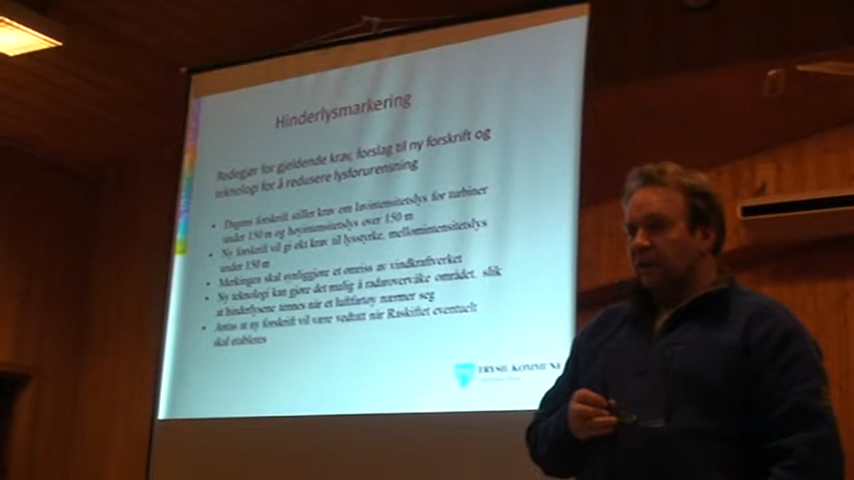 Hinderlysmarkering
Redegjør for gjeldende krav, forslag til ny forskrift og
teknologi for å redusere lysforurensning
• Dagens forskrift stiller krav om lavintensitetslys for turbiner
under 150 m og høyintensitetslys over 150 m
• Ny forskrift vil gi økt krav til lysstyrke, mellomintensitetslys
under 150 m
• Merkingen skal synliggjøre et omriss av vindkraftverket
• Ny teknologi kan gjøre det mulig å radarovervåke området, slik
at hinderlysene tennes når et luftfartøy nærmer seg
• Antas at ny forskrift vil være vedtatt når Raskiftet eventuelt
skal etableres
TRYSIL KOMMUNE